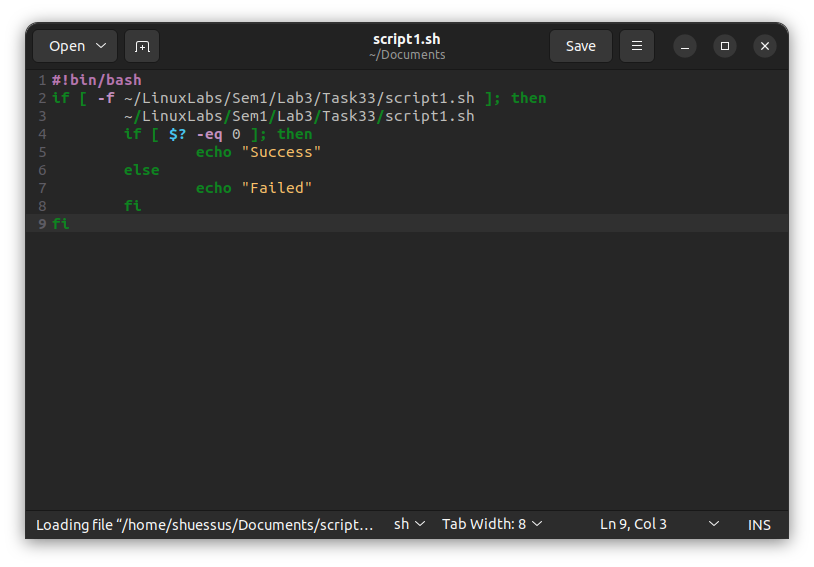 Open
script1.sh
~/Documents
Save
1 #!bin/bash
2 if [ -f ~/LinuxLabs/Sem1/Lab3/Task33/script1.sh ]; then
3         ~/LinuxLabs/Sem1/Lab3/Task33/script1.sh
4         if [ $? -eq 0 ]; then
5                 echo "Success"
6         else
7                 echo "Failed"
8         fi
9 fi
Loading file “/home/shuessus/Documents/script… sh Tab Width: 8 Ln 9, Col 3 INS